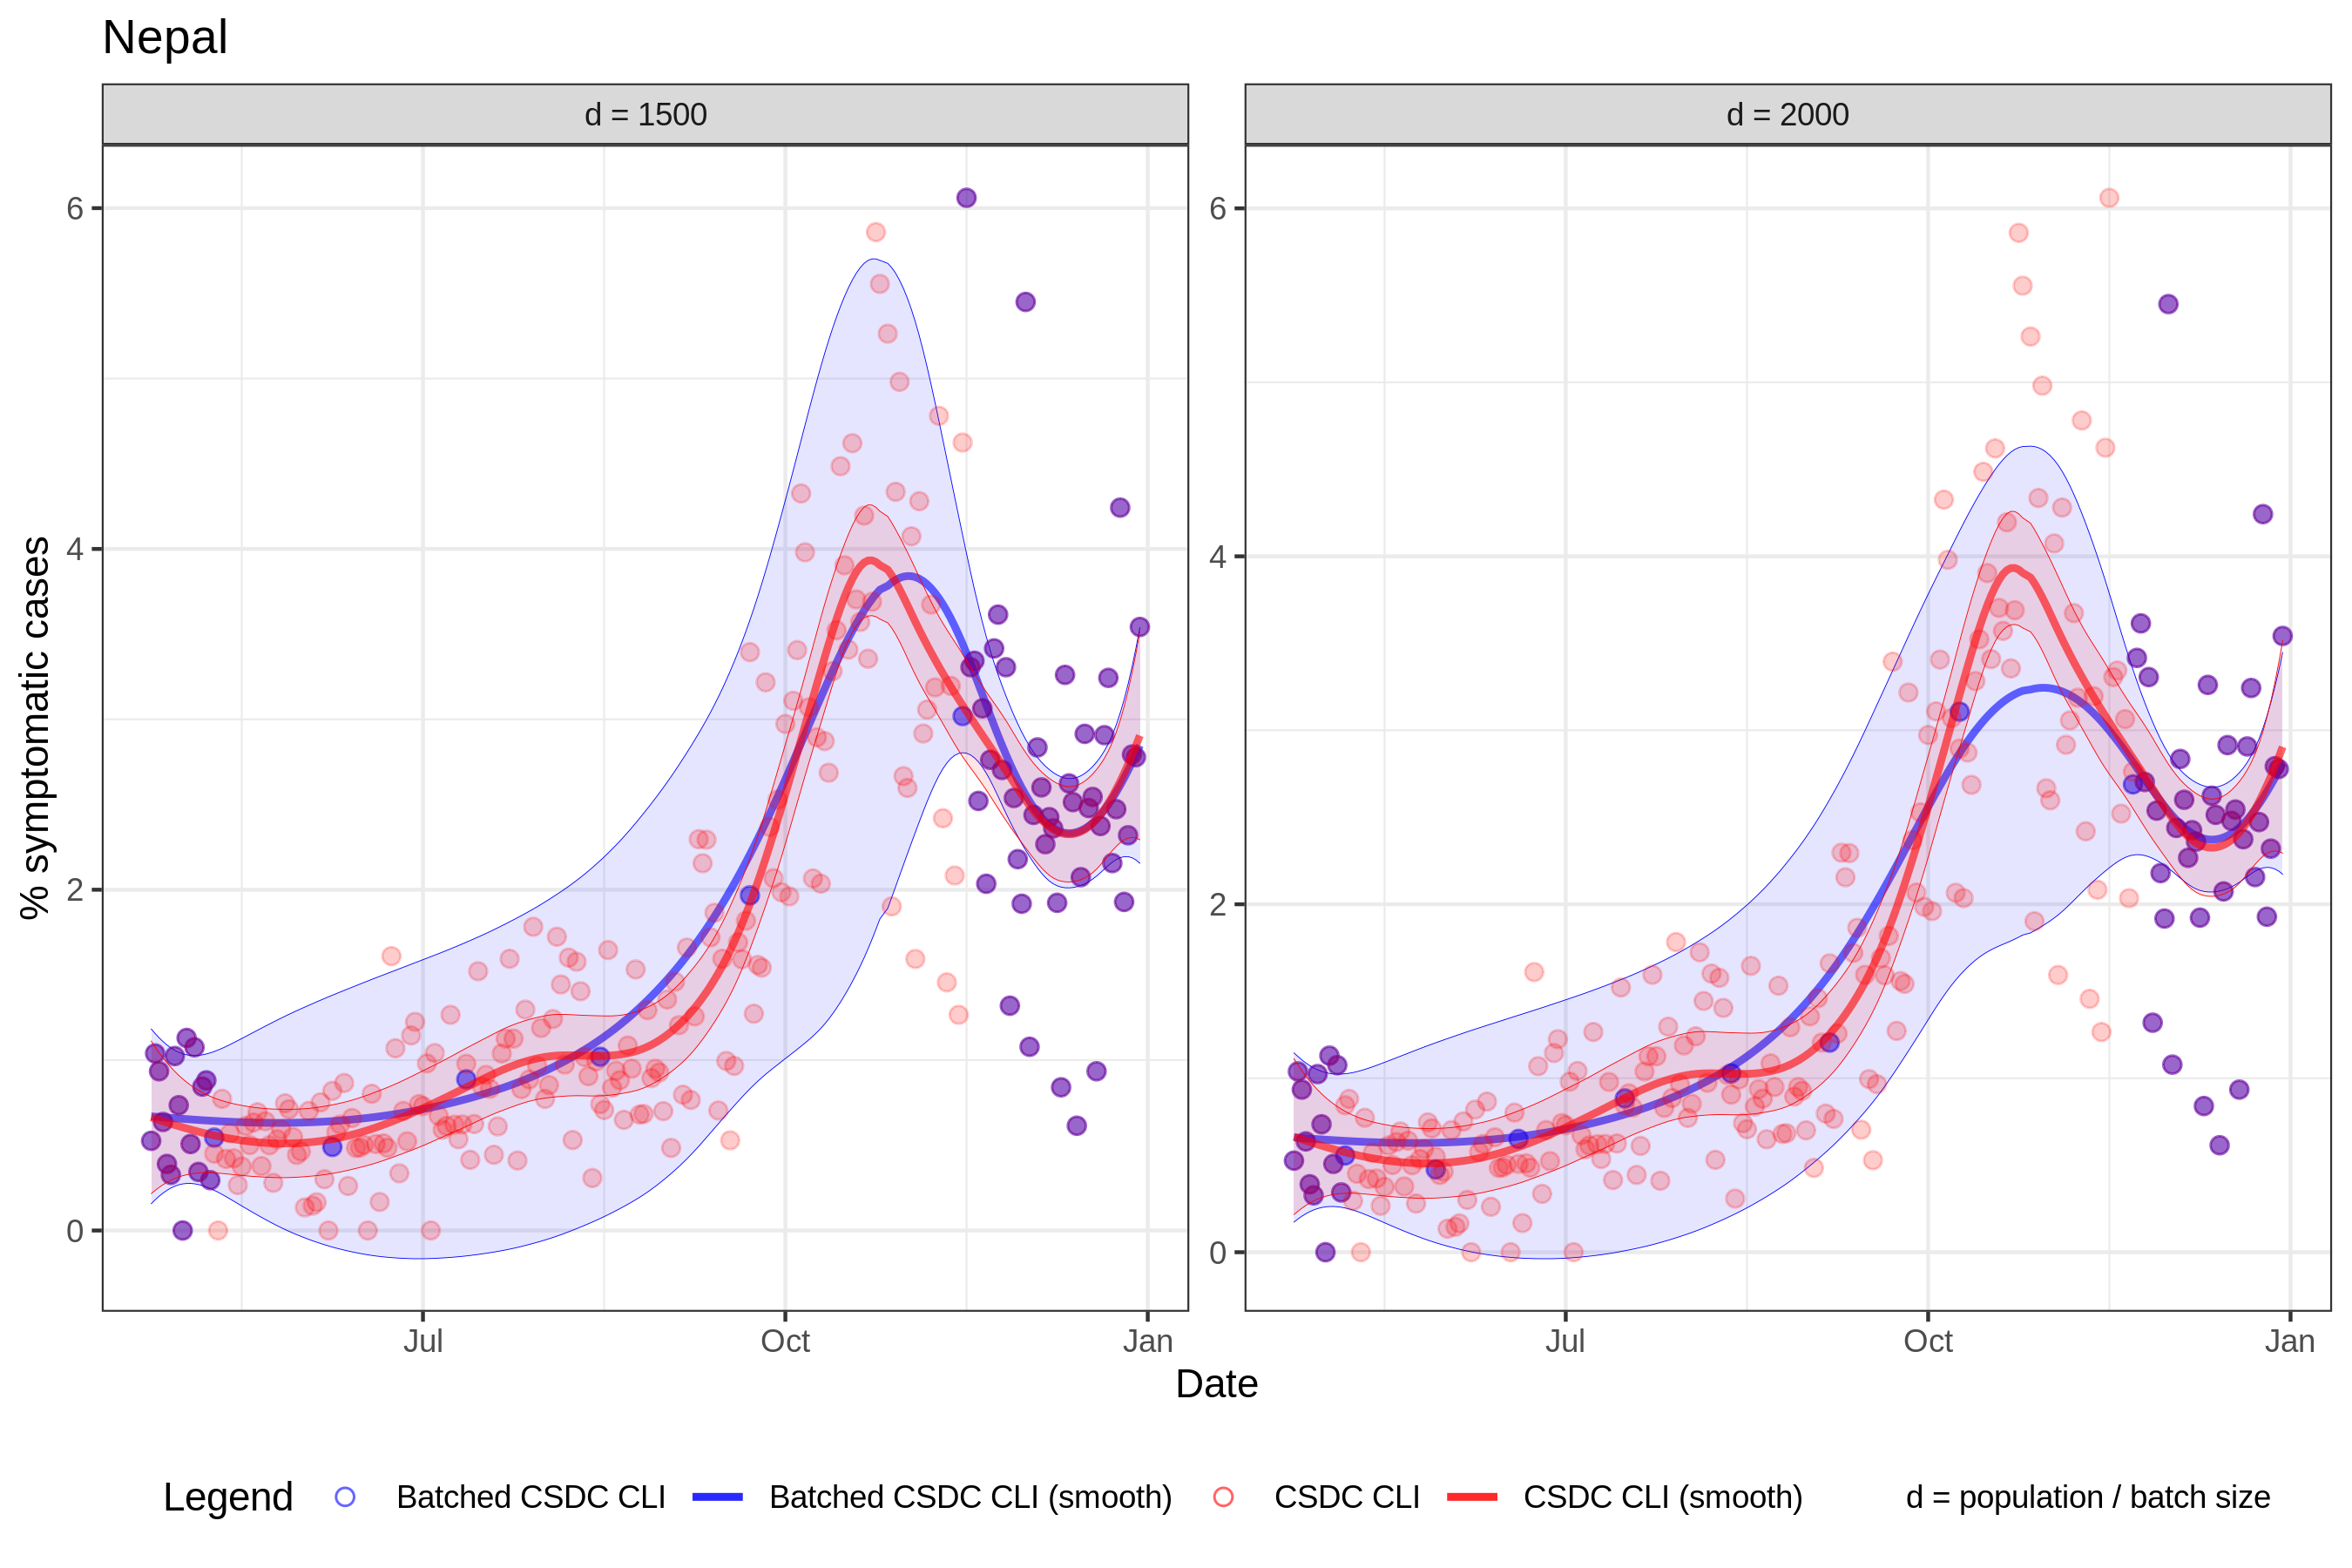 Nepal
d = 1500
d = 2000
% symptomatic cases
6
4
2
0
6
4
2
0
Jul
Oct
Jan
Jul
Oct
Jan
Date
Legend
Batched CSDC CLI
Batched CSDC CLI (smooth)
CSDC CLI
CSDC CLI (smooth)
d = population / batch size